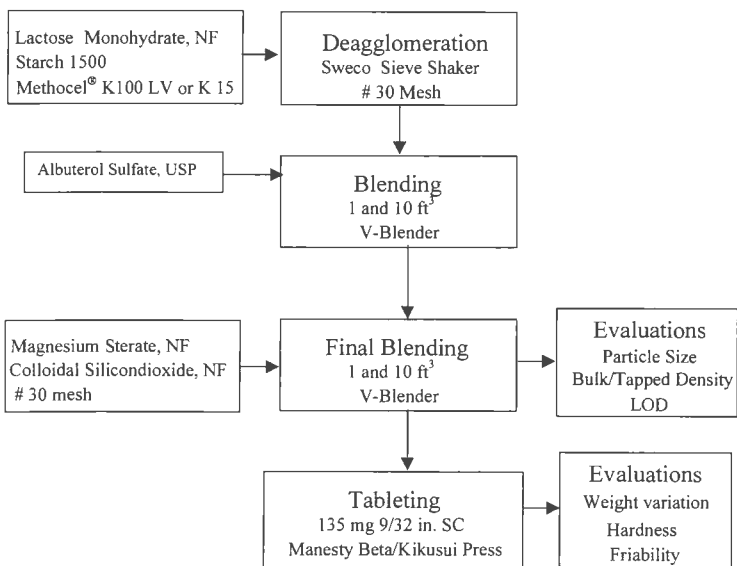 Lactose Monohydrate, NF
Starch 1500
Methocel® K100 LV or K 15
Deagglomeration
Sweco Sieve Shaker
# 30 Mesh
Albuterol Sulfate, USP
Blending
1 and 10 ft³
V-Blender
Magnesium Sterate, NF
Colloidal Silicondioxide, NF
# 30 mesh
Final Blending
1 and 10 ft³
V-Blender
Evaluations
Particle Size
Bulk/Tapped Density
LOD
Tableting
135 mg 9/32 in. SC
Manesty Beta/Kikusui Press
Evaluations
Weight variation
Hardness
Friability